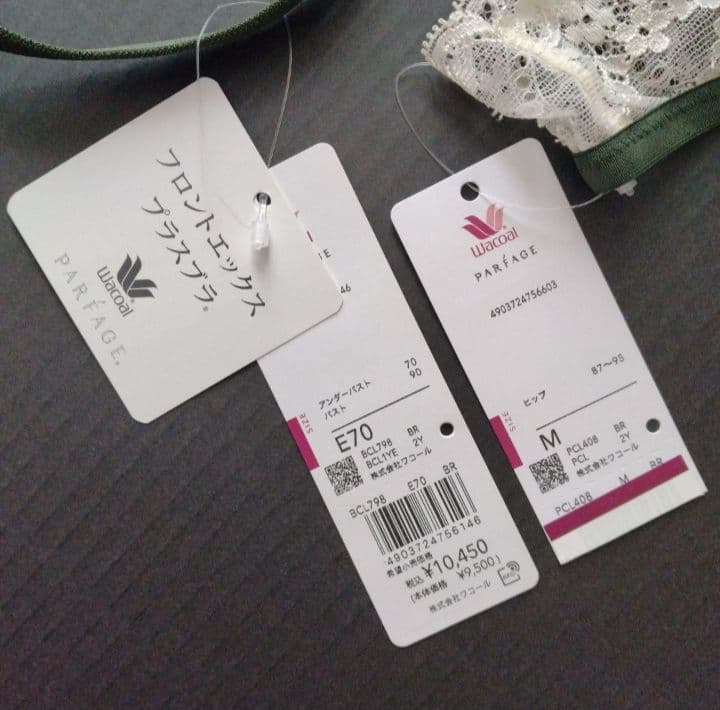 フロントエックス
プラスブラ®
Wacoal
PARFAGE®
46
アンダーバスト 70
バスト 90
SIZE
E70
BCL798 BR
BCL1YE 2Y
株式会社ワコール
BCL798 E70 BR
4903724756146
希望小売価格
税込 ¥10,450
(本体価格 ¥9,500)
株式会社ワコール
Wacoal
PARFAGE
4903724756603
ヒップ 87〜95
SIZE
M
PCL408 BR
PCL 2Y
株式会社ワコール
PCL408 M BR